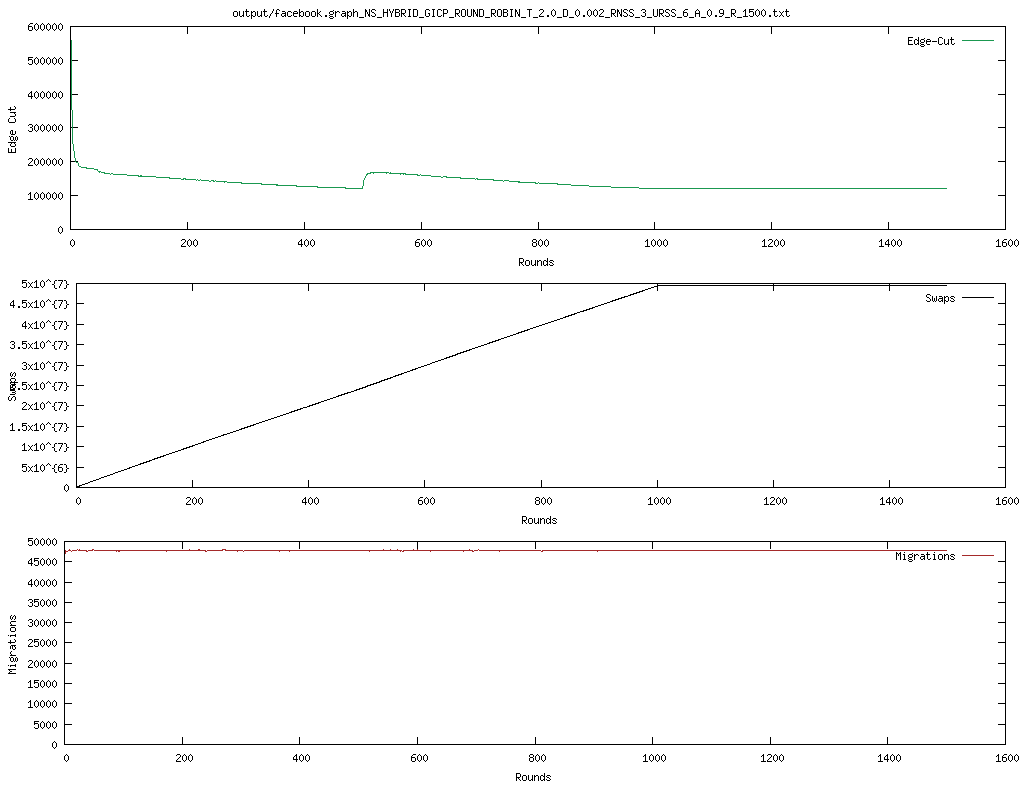 output/facebook.graph_NS_HYBRID_GICP_ROUND_ROBIN_T_2.0_D_0.002_RNSS_3_URSS_6_A_0.9_R_1500.txt
600000
Edge-Cut
500000
400000
300000
200000
100000
0
Edge Cut
0 200 400 600 800 1000 1200 1400 1600
Rounds
5x10^{7}
Swaps
4.5x10^{7}
4x10^{7}
3.5x10^{7}
3x10^{7}
2.5x10^{7}
2x10^{7}
1.5x10^{7}
1x10^{7}
5x10^{6}
0
Swaps
0 200 400 600 800 1000 1200 1400 1600
Rounds
50000
Migrations
45000
40000
35000
30000
25000
20000
15000
10000
5000
0
Migrations
0 200 400 600 800 1000 1200 1400 1600
Rounds